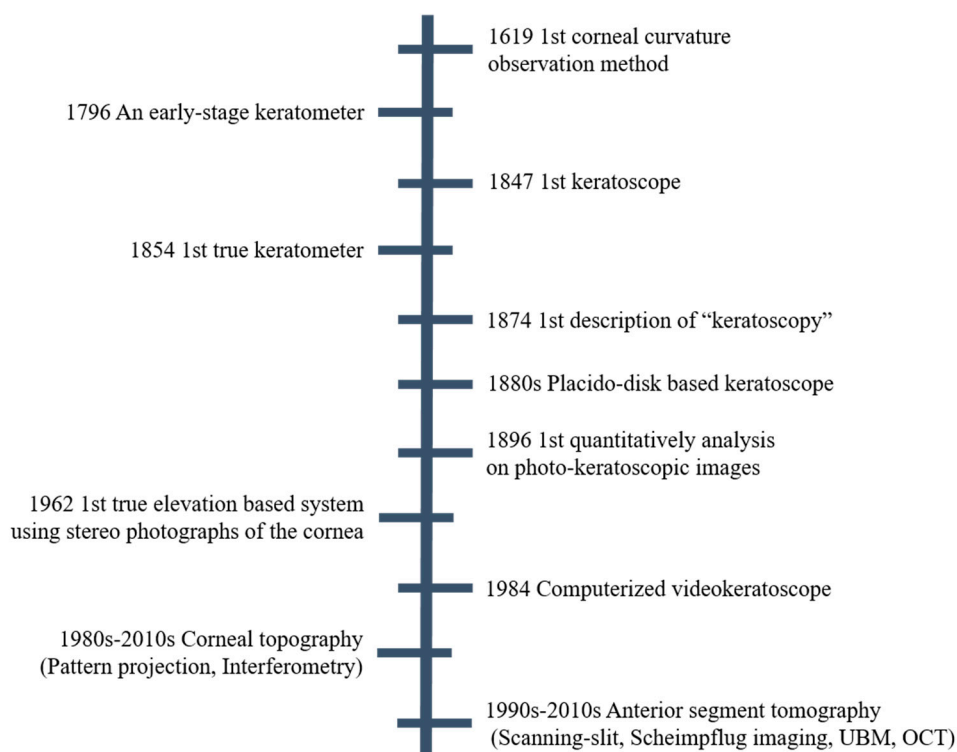 1619 1st corneal curvature
observation method
1796 An early-stage keratometer
1847 1st keratoscope
1854 1st true keratometer
1874 1st description of “keratoscopy”
1880s Placido-disk based keratoscope
1896 1st quantitatively analysis
on photo-keratoscopic images
1962 1st true elevation based system
using stereo photographs of the cornea
1984 Computerized videokeratoscope
1980s-2010s Corneal topography
(Pattern projection, Interferometry)
1990s-2010s Anterior segment tomography
(Scanning-slit, Scheimpflug imaging, UBM, OCT)